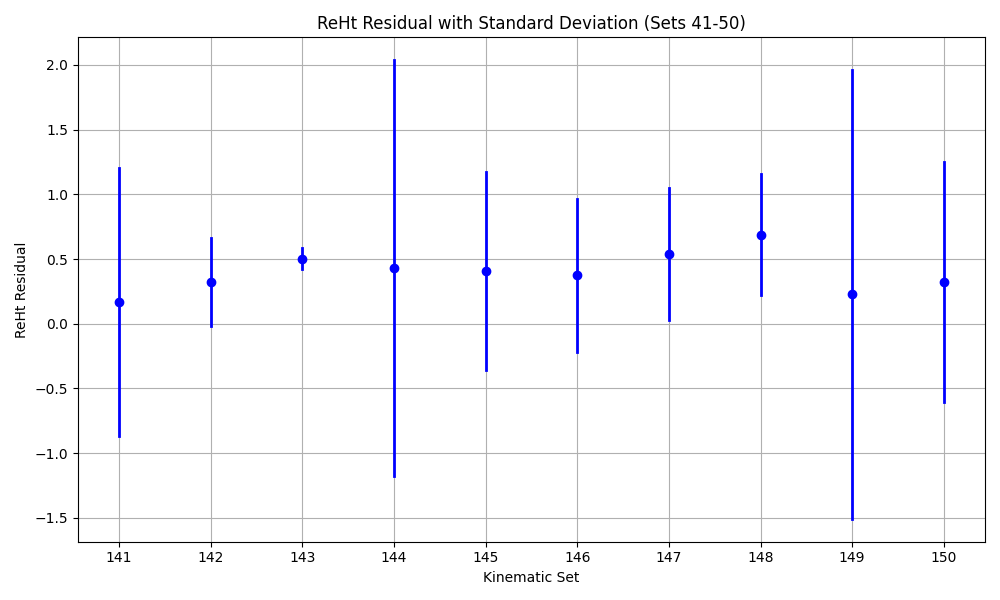 ReHt Residual with Standard Deviation (Sets 41-50)
ReHt Residual
2.0
1.5
1.0
0.5
0.0
−0.5
−1.0
−1.5
141 142 143 144 145 146 147 148 149 150
Kinematic Set